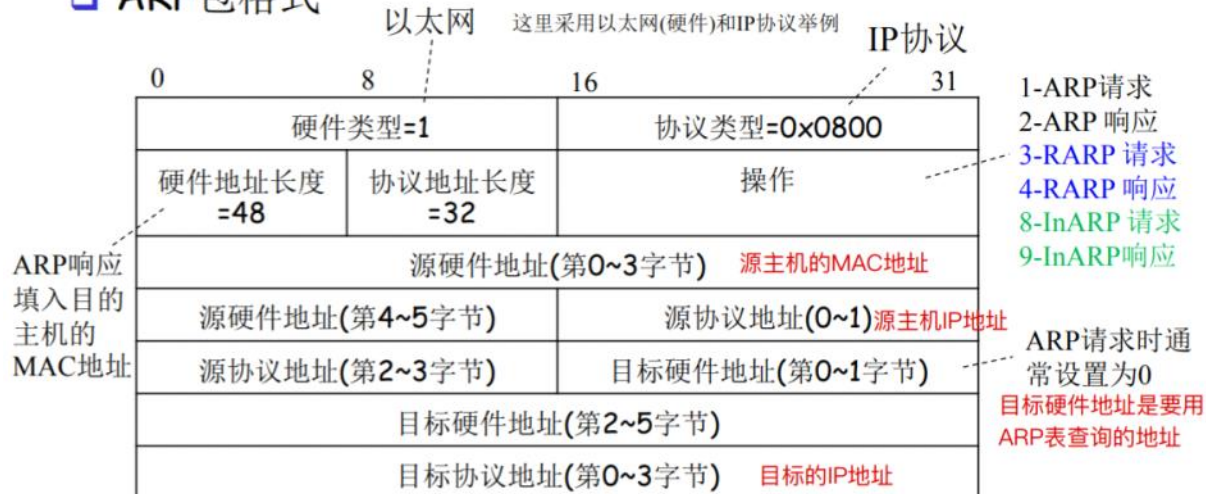 ARP包格式
以太网 这里采用以太网(硬件)和IP协议举例
IP协议
0 8 16 31
硬件类型=1 协议类型=0x0800
硬件地址长度
=48
协议地址长度
=32
操作
1-ARP请求
2-ARP 响应
3-RARP 请求
4-RARP 响应
8-InARP 请求
9-InARP响应
源硬件地址(第0~3字节) 源主机的MAC地址
源硬件地址(第4~5字节) 源协议地址(0~1)源主机IP地址
源协议地址(第2~3字节) 目标硬件地址(第0~1字节)
目标硬件地址(第2~5字节)
目标协议地址(第0~3字节) 目标的IP地址
ARP响应
填入目的
主机的
MAC地址
ARP请求时通
常设置为0
目标硬件地址是要用
ARP表查询的地址